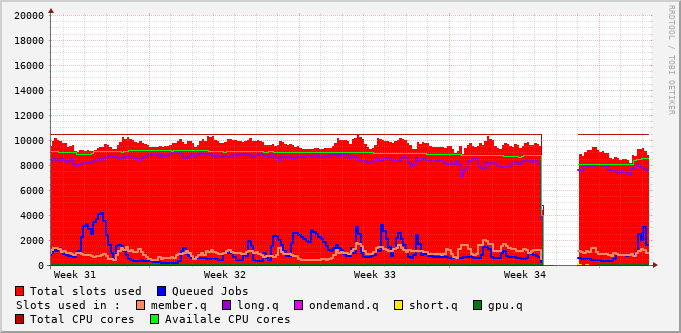 20000
18000
16000
14000
12000
10000
8000
6000
4000
2000
0
Week 31 Week 32 Week 33 Week 34
RRDTOOL / TOBI OETIKER
Total slots used Queued Jobs
Slots used in : member.q long.q ondemand.q short.q gpu.q
Total CPU cores Availale CPU cores